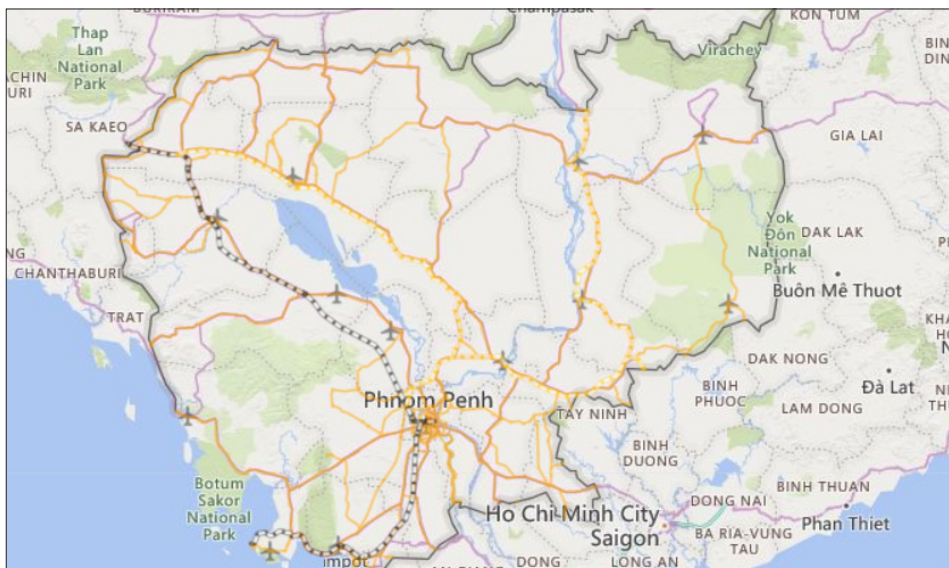 Champasak
BURIRAM
KON TUM
Thap
Lan
National
Park
Virachey
BINH
SA KAEO
GIA LAI
Yok
Đôn
National
Park
DAK LAK
Buôn Mê Thuot
CHANTHABURI
TRAT
DAK NONG
Đà Lat
Phnom Penh
TAY NINH
BINH
PHUOC
LAM DONG
BINH
DUONG
Botum
Sakor
National
Park
Ho Chi Minh City
Saigon
DONG NAI
BINH THUAN
Phan Thiet
BA RIA-VUNG
TAU
LONG AN
DONG